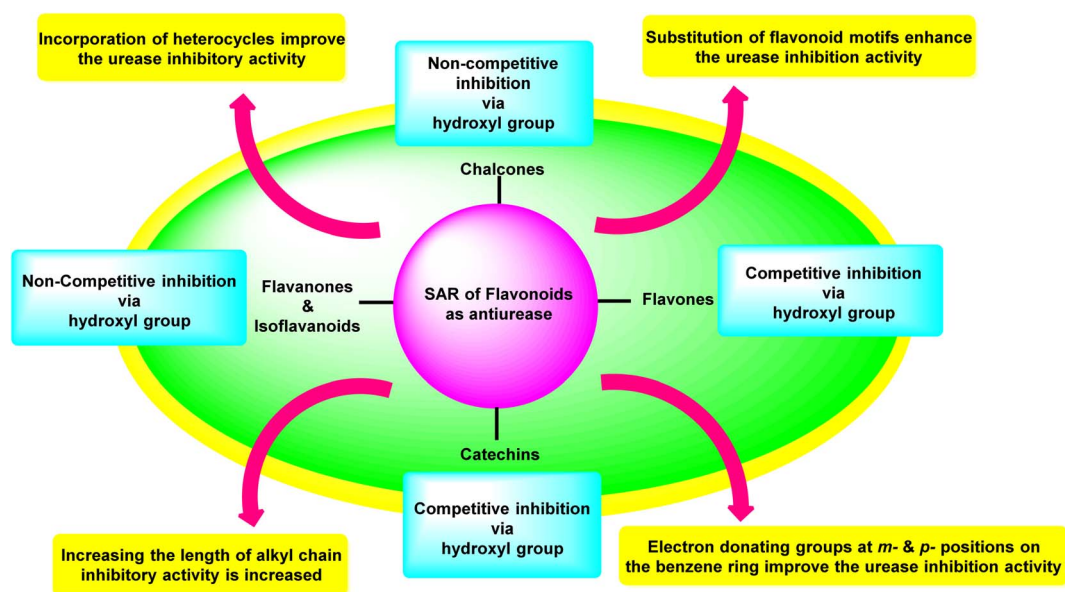 Incorporation of heterocycles improve
the urease inhibitory activity
Substitution of flavonoid motifs enhance
the urease inhibition activity
Non-competitive
inhibition
via
hydroxyl group
Chalcones
Non-Competitive inhibition
via
hydroxyl group
Flavanones
&
Isoflavanoids
SAR of Flavonoids
as antiurease
Flavones
Competitive inhibition
via
hydroxyl group
Catechins
Competitive inhibition
via
hydroxyl group
Increasing the length of alkyl chain
inhibitory activity is increased
Electron donating groups at m- & p- positions on
the benzene ring improve the urease inhibition activity